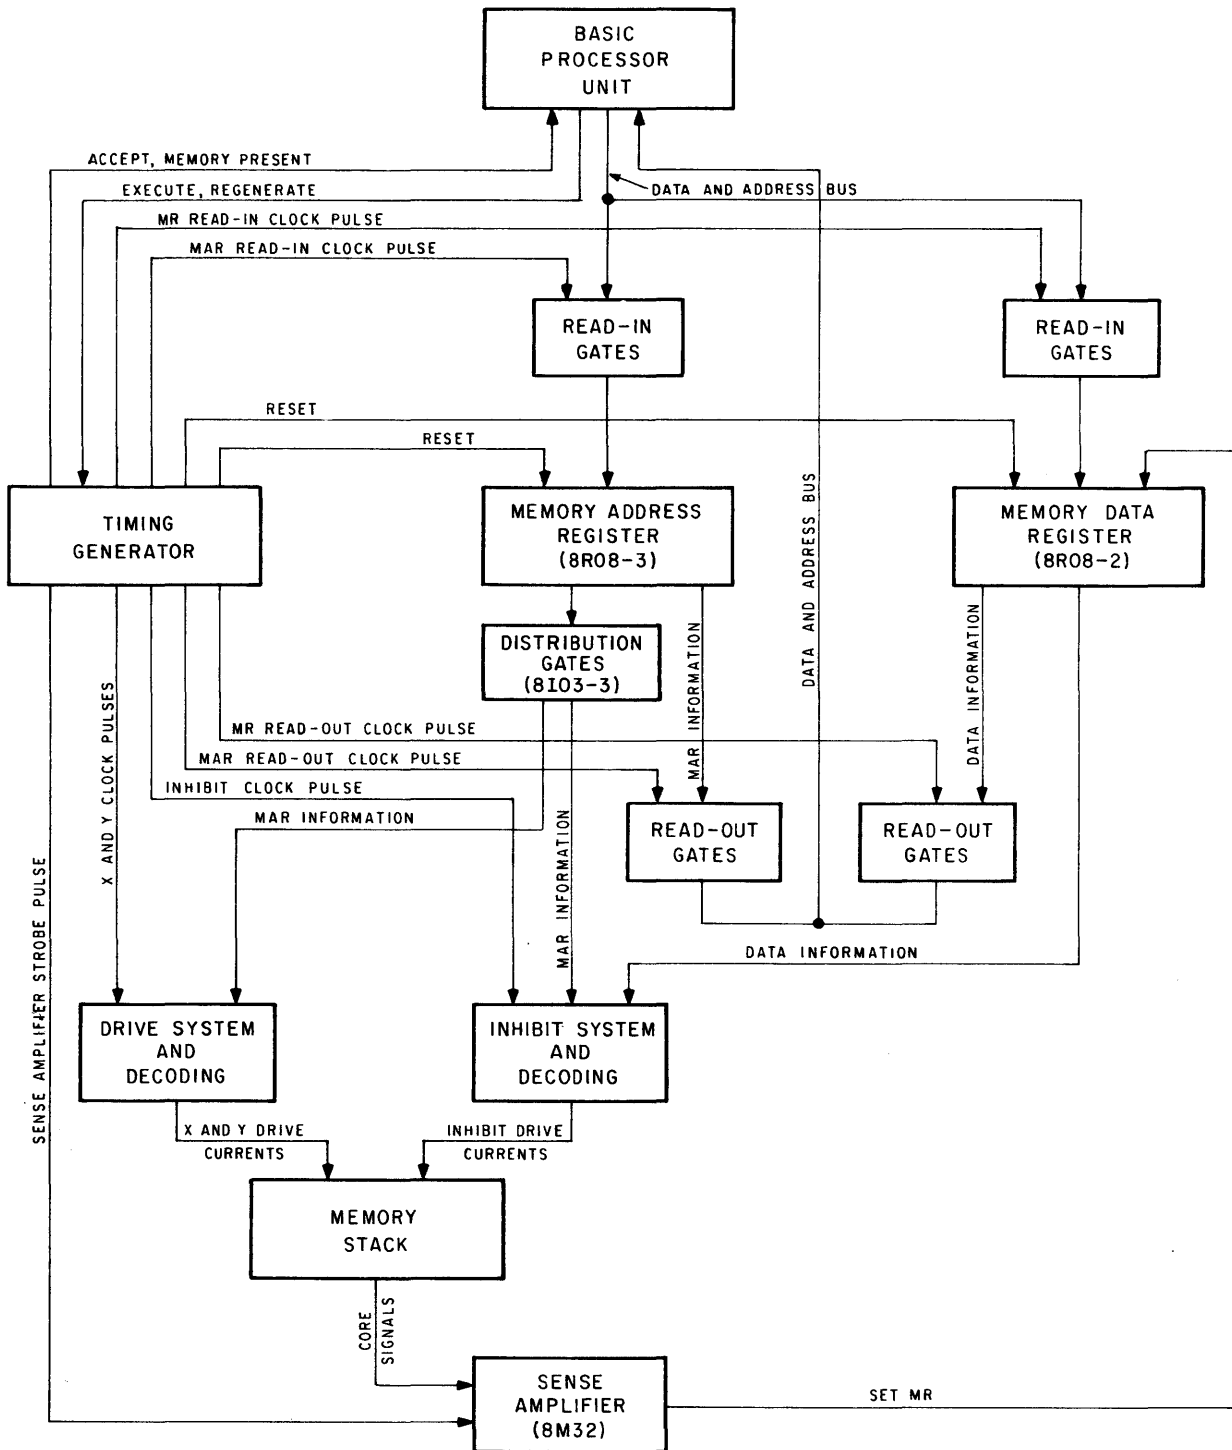 BASIC
PROCESSOR
UNIT
ACCEPT, MEMORY PRESENT
EXECUTE, REGENERATE
DATA AND ADDRESS BUS
MR READ-IN CLOCK PULSE
MAR READ-IN CLOCK PULSE
READ-IN
GATES
READ-IN
GATES
RESET
RESET
TIMING
GENERATOR
MEMORY ADDRESS
REGISTER
(8R08-3)
DATA AND ADDRESS BUS
MEMORY DATA
REGISTER
(8R08-2)
DISTRIBUTION
GATES
(8I03-3)
MAR INFORMATION
DATA INFORMATION
X AND Y CLOCK PULSES
MR READ-OUT CLOCK PULSE
MAR READ-OUT CLOCK PULSE
INHIBIT CLOCK PULSE
MAR INFORMATION
READ-OUT
GATES
READ-OUT
GATES
SENSE AMPLIFIER STROBE PULSE
MAR INFORMATION
DATA INFORMATION
DRIVE SYSTEM
AND
DECODING
INHIBIT SYSTEM
AND
DECODING
X AND Y DRIVE
CURRENTS
INHIBIT DRIVE
CURRENTS
MEMORY
STACK
CORE
SIGNALS
SENSE
AMPLIFIER
(8M32)
SET MR